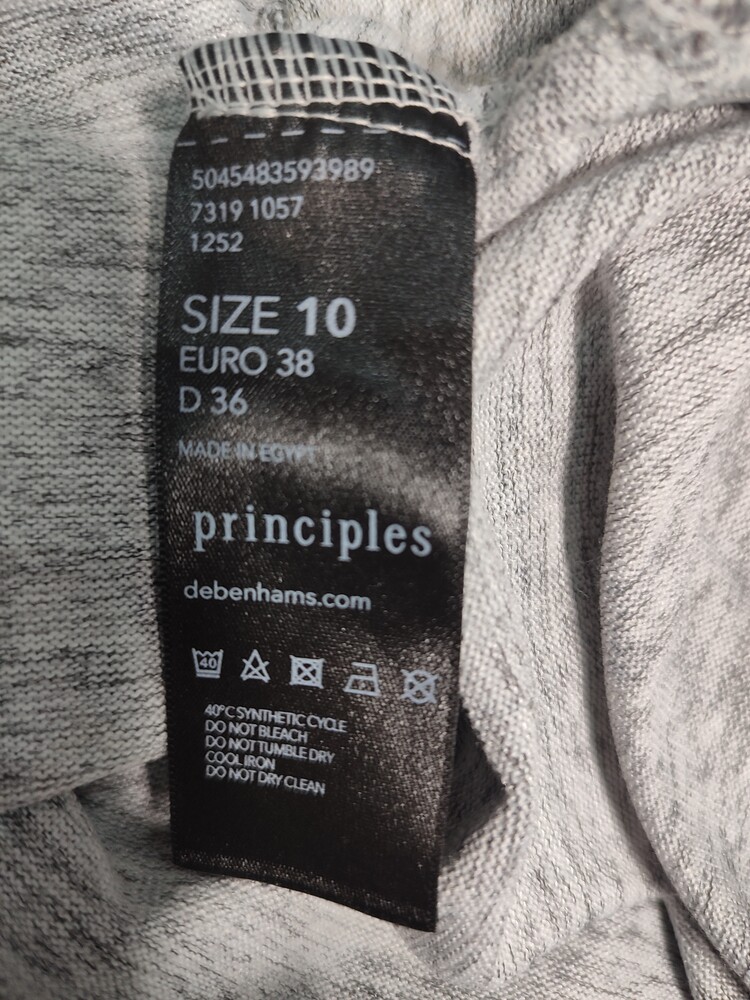 5045483593989
7319 1057
1252
SIZE 10
EURO 38
D 36
MADE IN EGYPT
principles
debenhams.com
40
40°C SYNTHETIC CYCLE
DO NOT BLEACH
DO NOT TUMBLE DRY
COOL IRON
DO NOT DRY CLEAN